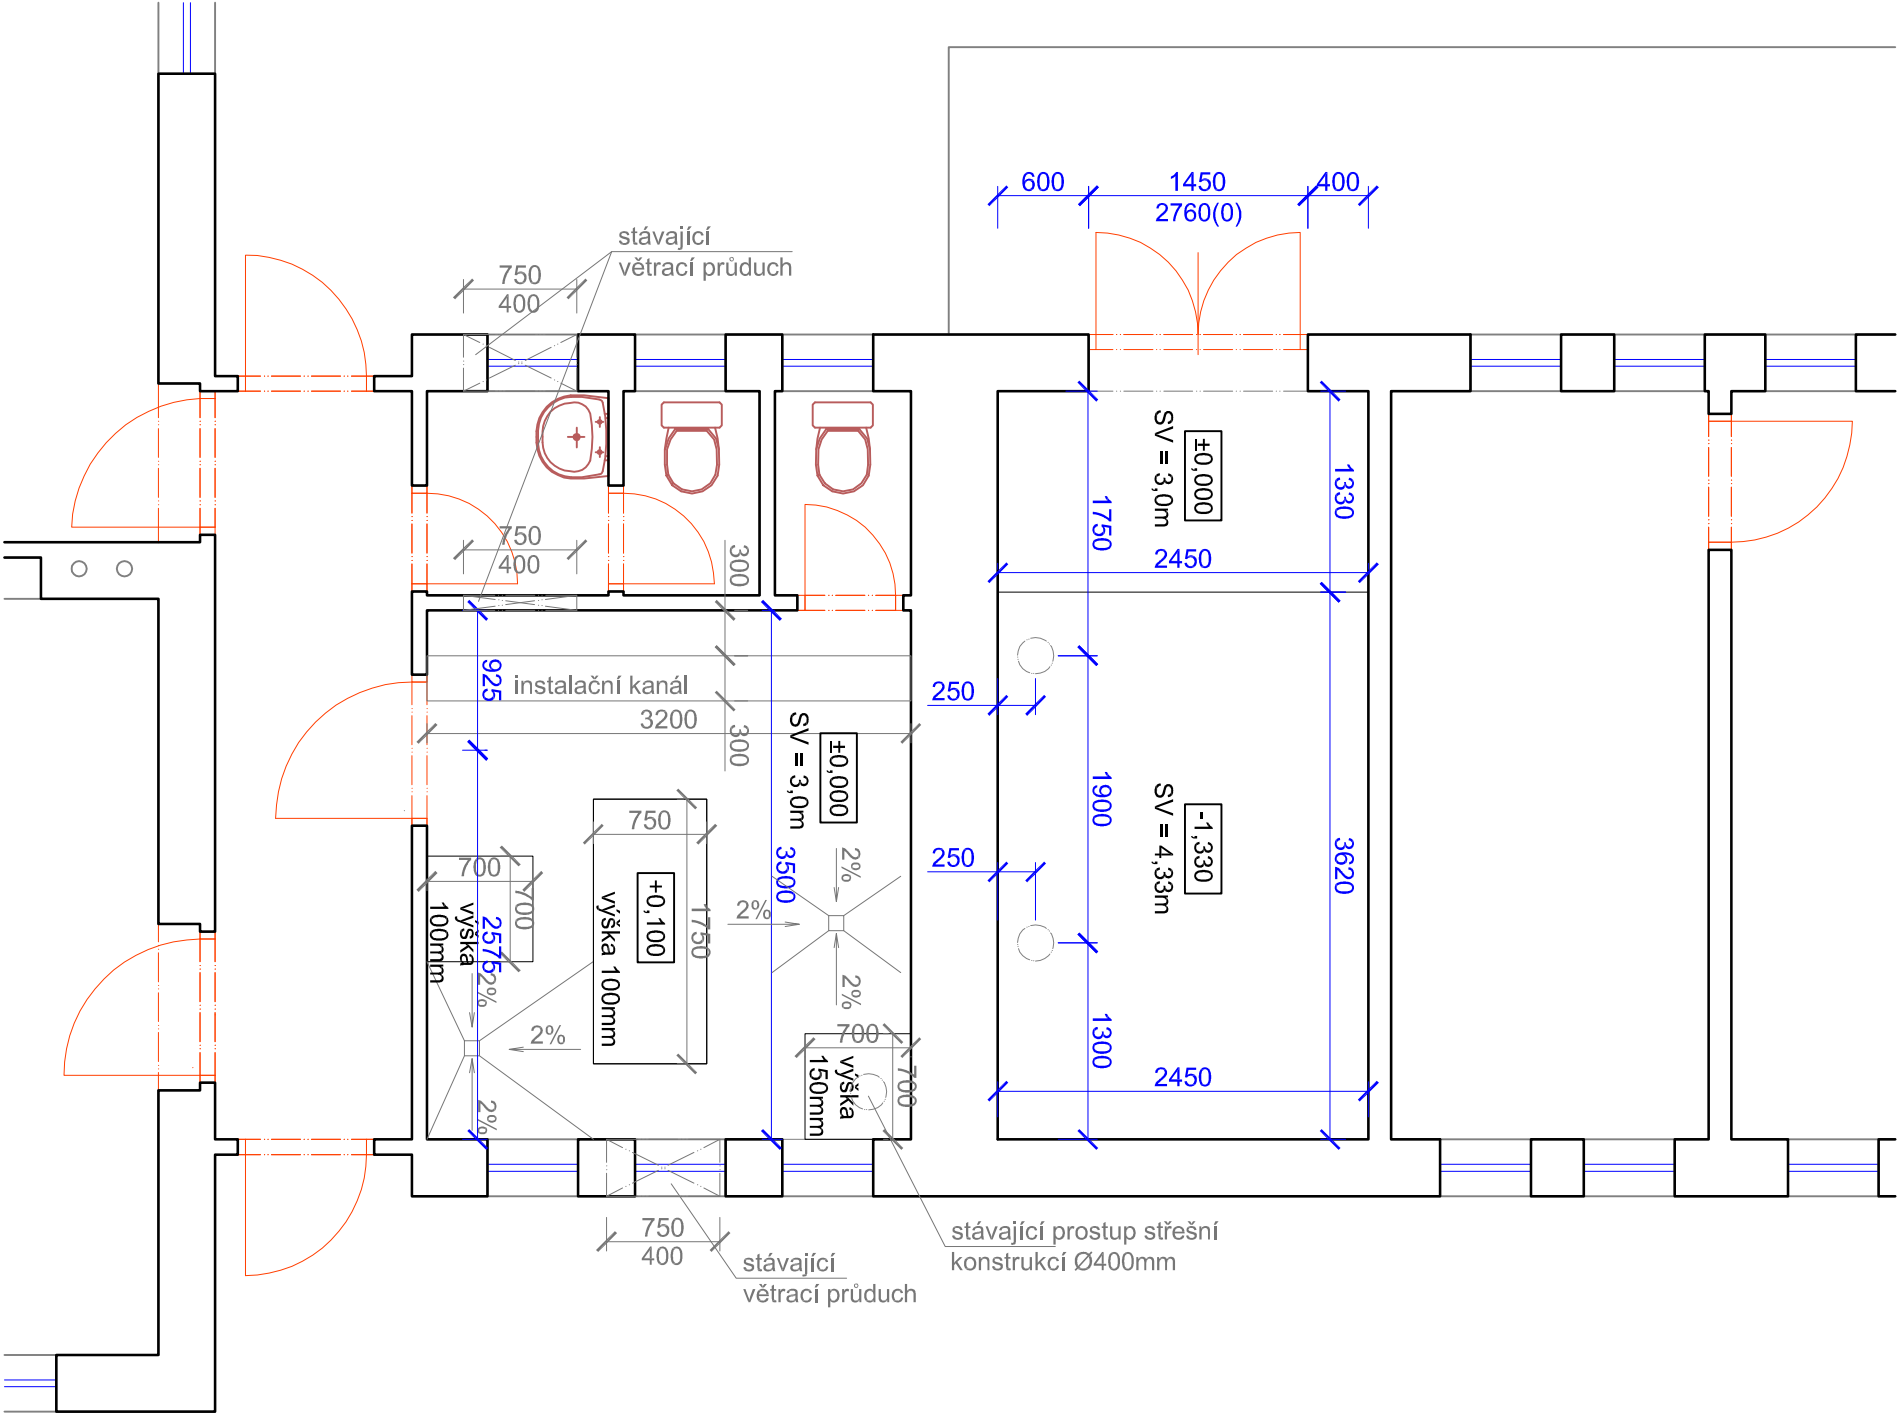 600
1450
400
2760(0)
stávající
větrací průduch
750
400
±0,000
SV = 3,0m
1330
1750
2450
750
400
300
925
instalační kanál
3200
300
250
±0,000
SV = 3,0m
1900
-1,330
SV = 4,33m
3620
750
3500
2%
250
700
700
výška
100mm
2575
+0,100
výška 100mm
1750
2%
2%
2%
2%
2%
700
700
výška
150mm
1300
2450
750
400
stávající
větrací průduch
stávající prostup střešní
konstrukcí Ø400mm